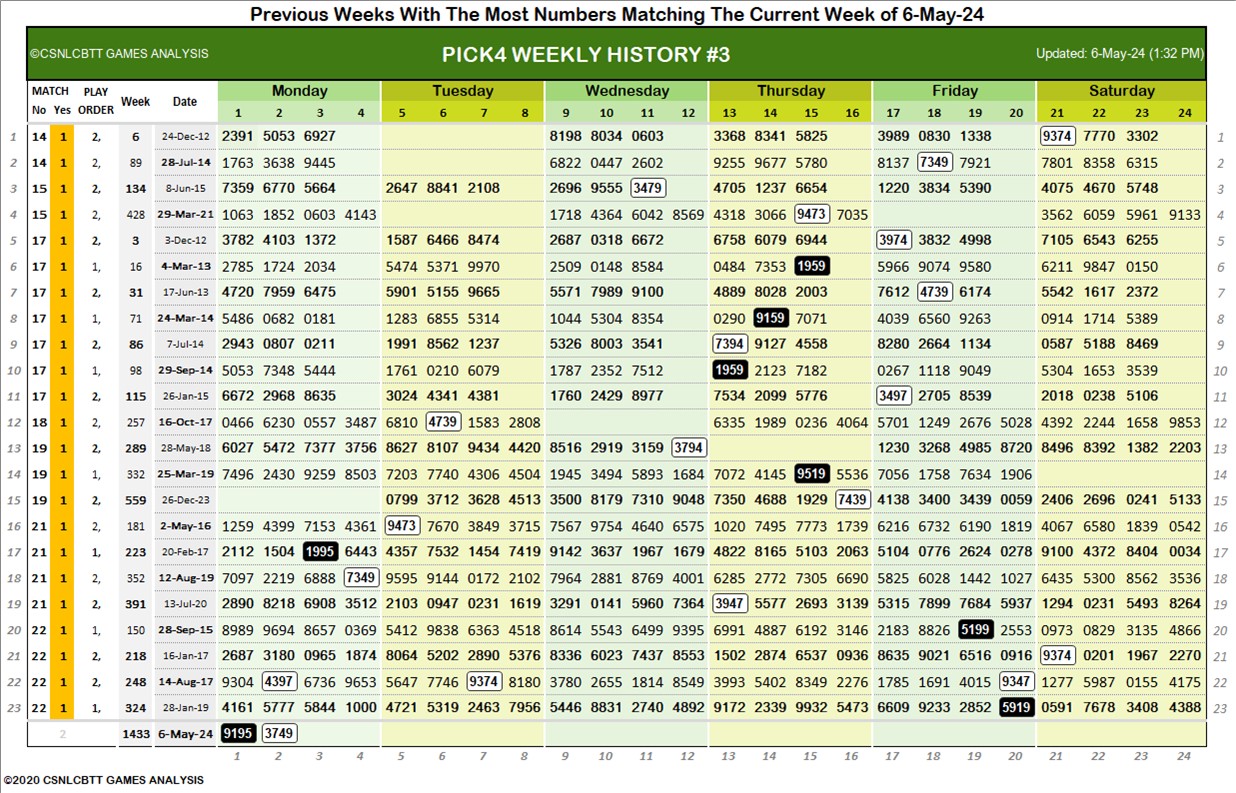 Previous Weeks With The Most Numbers Matching The Current Week of 6-May-24
©CSNLCBTT GAMES ANALYSIS PICK4 WEEKLY HISTORY #3 Updated: 6-May-24 (1:32 PM)
MATCH PLAY Week Date Monday Tuesday Wednesday Thursday Friday Saturday
No Yes ORDER 1 2 3 4 5 6 7 8 9 10 11 12 13 14 15 16 17 18 19 20 21 22 23 24
1 14 1 2, 6 24-Dec-12 2391 5053 6927 8198 8034 0603 3368 8341 5825 3989 0830 1338 9374 7770 3302 1
2 14 1 2, 89 28-Jul-14 1763 3638 9445 6822 0447 2602 9255 9677 5780 8137 7349 7921 7801 8358 6315 2
3 15 1 2, 134 8-Jun-15 7359 6770 5664 2647 8841 2108 2696 9555 3479 4705 1237 6654 1220 3834 5390 4075 4670 5748 3
4 15 1 2, 428 29-Mar-21 1063 1852 0603 4143 1718 4364 6042 8569 4318 3066 9473 7035 3562 6059 5961 9133 4
5 17 1 2, 3 3-Dec-12 3782 4103 1372 1587 6466 8474 2687 0318 6672 6758 6079 6944 3974 3832 4998 7105 6543 6255 5
6 17 1 1, 16 4-Mar-13 2785 1724 2034 5474 5371 9970 2509 0148 8584 0484 7353 1959 5966 9074 9580 6211 9847 0150 6
7 17 1 2, 31 17-Jun-13 4720 7959 6475 5901 5155 9665 5571 7989 9100 4889 8028 2003 7612 4739 6174 5542 1617 2372 7
8 17 1 1, 71 24-Mar-14 5486 0682 0181 1283 6855 5314 1044 5304 8354 0290 9159 7071 4039 6560 9263 0914 1714 5389 8
9 17 1 2, 86 7-Jul-14 2943 0807 0211 1991 8562 1237 5326 8003 3541 7394 9127 4558 8280 2664 1134 0587 5188 8469 9
10 17 1 1, 98 29-Sep-14 5053 7348 5444 1761 0210 6079 1787 2352 7512 1959 2123 7182 0267 1118 9049 5304 1653 3539 10
11 17 1 2, 115 26-Jan-15 6672 2968 8635 3024 4341 4381 1760 2429 8977 7534 2099 5776 3497 2705 8539 2018 0238 5106 11
12 18 1 2, 257 16-Oct-17 0466 6230 0557 3487 6810 4739 1583 2808 6335 1989 0236 4064 5701 1249 2676 5028 4392 2244 1658 9853 12
13 19 1 2, 289 28-May-18 6027 5472 7377 3756 8627 8107 9434 4420 8516 2919 3159 3794 1230 3268 4985 8720 8496 8392 1382 2203 13
14 19 1 1, 332 25-Mar-19 7496 2430 9259 8503 7203 7740 4306 4504 1945 3494 5893 1684 7072 4145 9519 5536 7056 1758 7634 1906 14
15 19 1 2, 559 26-Dec-23 0799 3712 3628 4513 3500 8179 7310 9048 7350 4688 1929 7439 4138 3400 3439 0059 2406 2696 0241 5133 15
16 21 1 2, 181 2-May-16 1259 4399 7153 4361 9473 7670 3849 3715 7567 9754 4640 6575 1020 7495 7773 1739 6216 6732 6190 1819 4067 6580 1839 0542 16
17 21 1 1, 223 20-Feb-17 2112 1504 1995 6443 4357 7532 1454 7419 9142 3637 1967 1679 4822 8165 5103 2063 5104 0776 2624 0278 9100 4372 8404 0034 17
18 21 1 2, 352 12-Aug-19 7097 2219 6888 7349 9595 9144 0172 2102 7964 2881 8769 4001 6285 2772 7305 6690 5825 6028 1442 1027 6435 5300 8562 3536 18
19 21 1 2, 391 13-Jul-20 2890 8218 6908 3512 2103 0947 0231 1619 3291 0141 5960 7364 3947 5577 2693 3139 5315 7899 7684 5937 1294 0231 5493 8264 19
20 22 1 1, 150 28-Sep-15 8989 9694 8657 0369 5412 9838 6363 4518 8614 5543 6499 9395 6991 4887 6192 3146 2183 8826 5199 2553 0973 0829 3135 4866 20
21 22 1 2, 218 16-Jan-17 2687 3180 0965 1874 8064 5202 2890 5376 8336 6023 7437 8553 1502 2874 6537 0936 8635 9021 6516 0916 9374 0201 1967 2270 21
22 22 1 2, 248 14-Aug-17 9304 4397 6736 9653 5647 7746 9374 8180 3780 2655 1814 8549 3993 5402 8349 2276 1785 1691 4015 9347 1277 5987 0155 4175 22
23 22 1 1, 324 28-Jan-19 4161 5777 5844 1000 4721 5319 2463 7956 5446 8831 2740 4892 9172 2339 9932 5473 6609 9233 2852 5919 0591 7678 3408 4388 23
2 1433 6-May-24 9195 3749
1 2 3 4 5 6 7 8 9 10 11 12 13 14 15 16 17 18 19 20 21 22 23 24
©2020 CSNLCBTT GAMES ANALYSIS